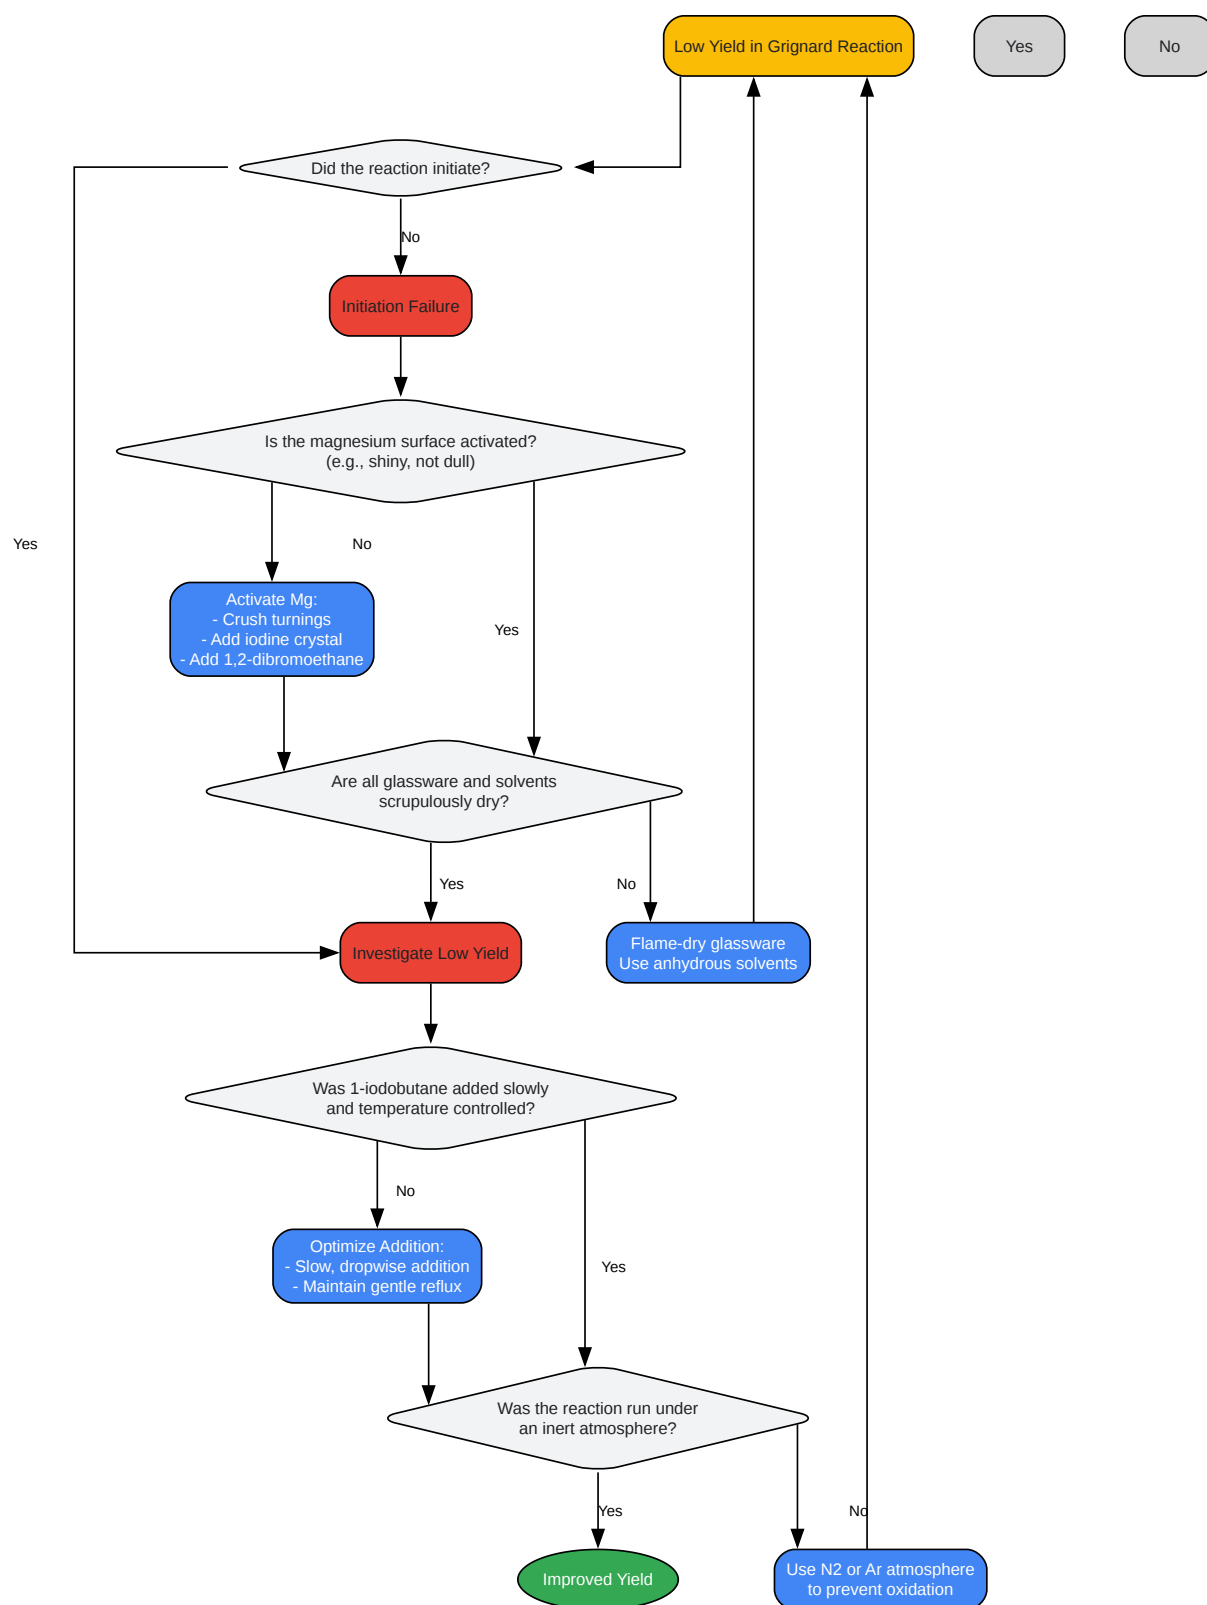 Low Yield in Grignard Reaction
Yes
No
Did the reaction initiate?
No
Initiation Failure
Is the magnesium surface activated?
(e.g., shiny, not dull)
Yes
No
Activate Mg:
- Crush turnings
- Add iodine crystal
- Add 1,2-dibromoethane
Yes
Are all glassware and solvents
scrupulously dry?
Yes
No
Investigate Low Yield
Flame-dry glassware
Use anhydrous solvents
Was 1-iodobutane added slowly
and temperature controlled?
No
Optimize Addition:
- Slow, dropwise addition
- Maintain gentle reflux
Yes
Was the reaction run under
an inert atmosphere?
Yes
No
Improved Yield
Use N2 or Ar atmosphere
to prevent oxidation